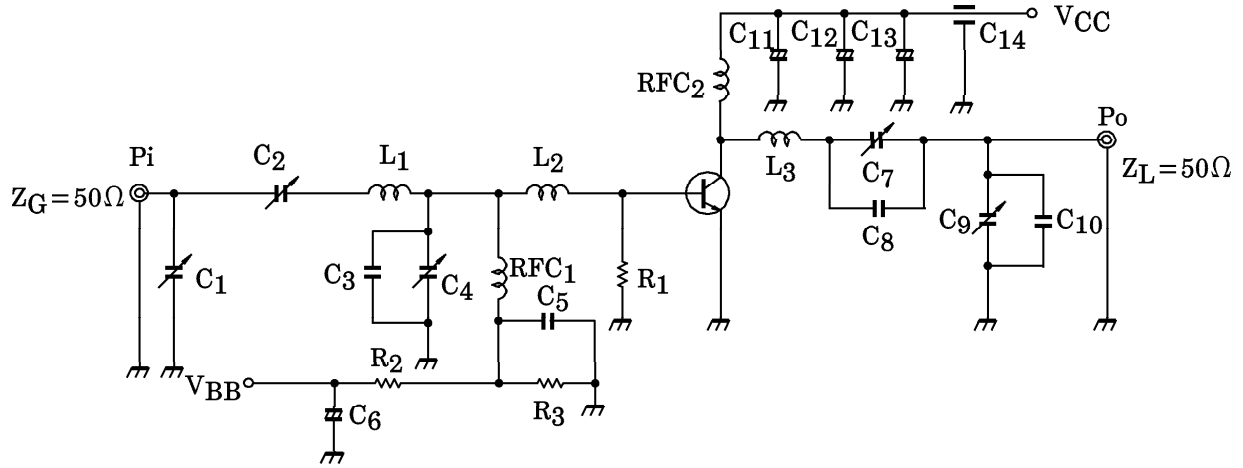 VCC
C11
C12
C13
C14
RFC2
Po
Pi
C2
L1
L2
L3
C7
ZL=50Ω
ZG=50Ω
C8
C9
C10
C1
C3
C4
RFC1
C5
R1
R2
VBB
R3
C6